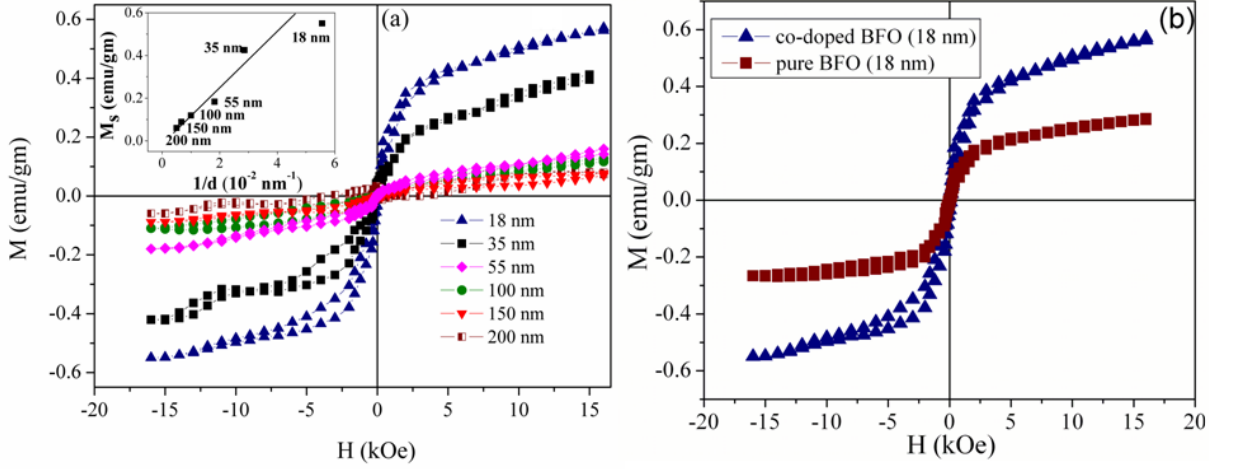 (a)
0.6
0.4
0.2
0.0
-0.2
-0.4
-0.6
M (emu/gm)
-20 -15 -10 -5 0 5 10 15
H (kOe)
18 nm
35 nm
55 nm
100 nm
150 nm
200 nm
0.6
0.4
0.2
0.0
Ms (emu/gm)
0 2 4 6
1/d (10⁻² nm⁻¹)
18 nm
35 nm
55 nm
100 nm
150 nm
200 nm
(b)
co-doped BFO (18 nm)
pure BFO (18 nm)
0.6
0.4
0.2
0.0
-0.2
-0.4
-0.6
M (emu/gm)
-20 -15 -10 -5 0 5 10 15 20
H (kOe)